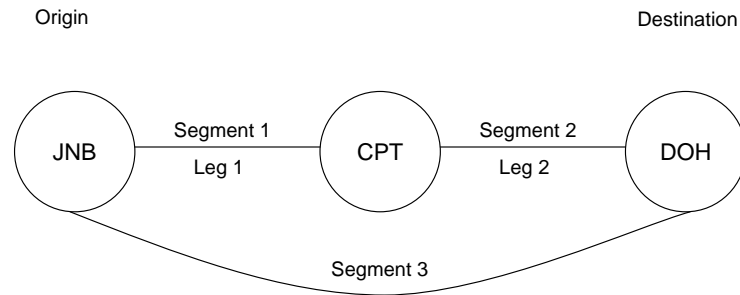 Origin
Destination
Segment 1
Segment 2
JNB
CPT
DOH
Leg 1
Leg 2
Segment 3